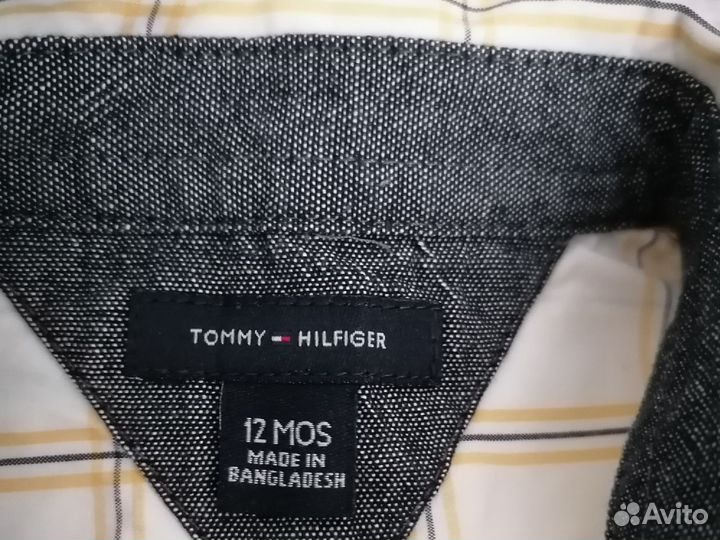 TOMMY HILFIGER
12 MOS
MADE IN
BANGLADESH
Avito